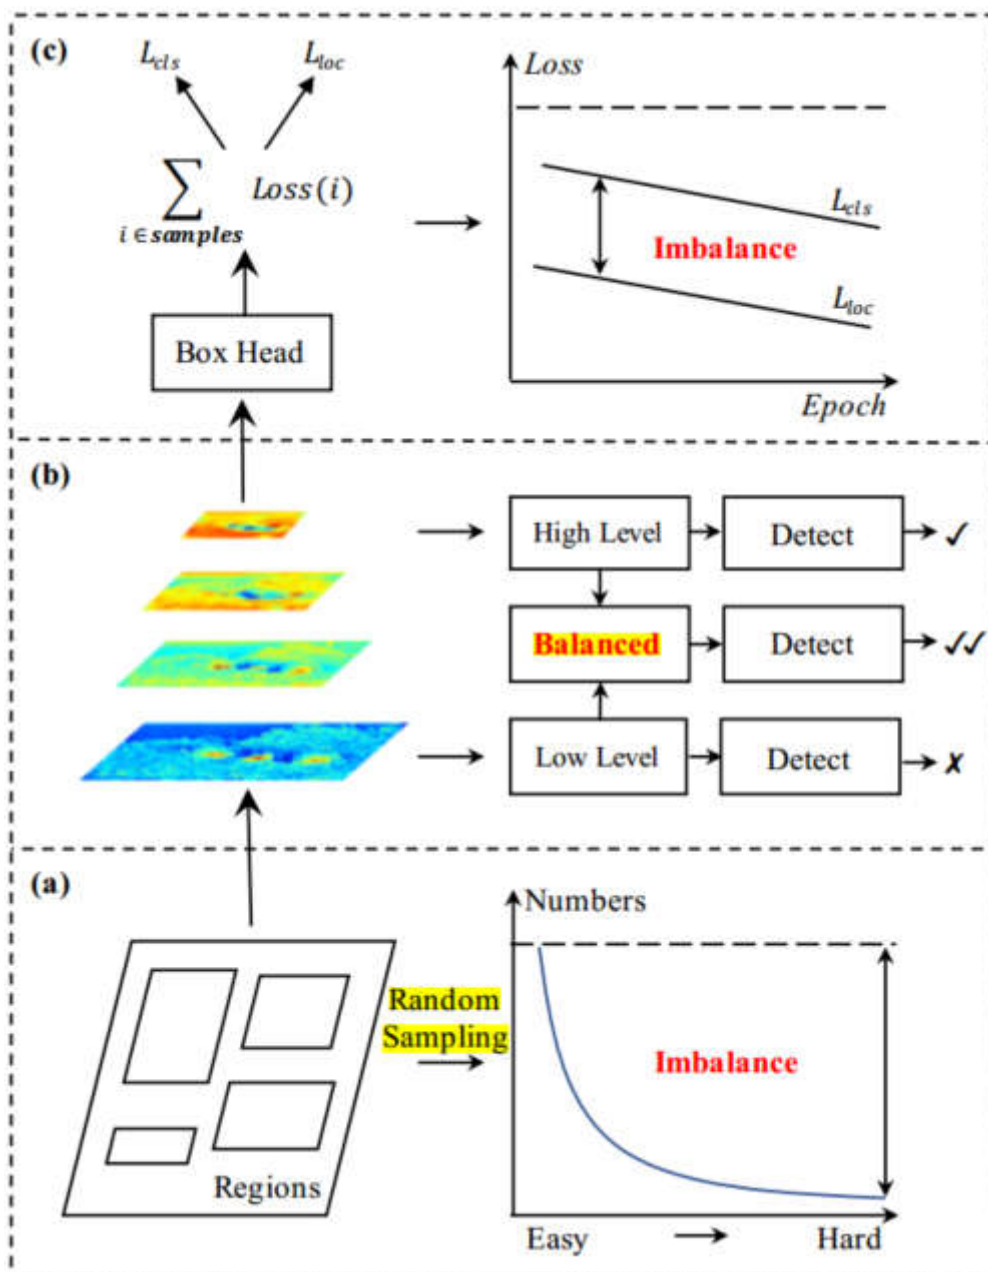 (c)
L_cls L_loc
∑ Loss(i)
i ∈ samples
Box Head
Loss
L_cls
Imbalance
L_loc
Epoch
(b)
High Level Detect ✓
Balanced Detect ✓✓
Low Level Detect ✗
(a)
Regions
Random
Sampling
Numbers
Imbalance
Easy Hard